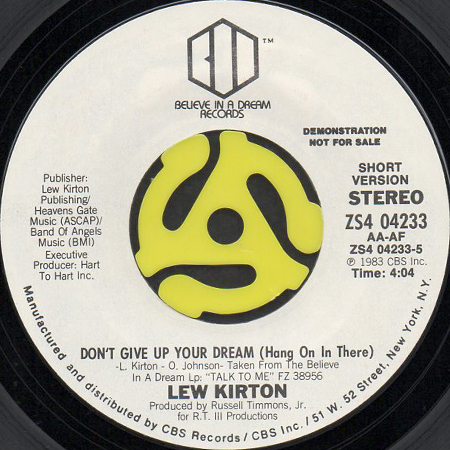 BID ™
BELIEVE IN A DREAM
RECORDS
DEMONSTRATION
NOT FOR SALE
Publisher:
Lew Kirton
Publishing/
Heavens Gate
Music (ASCAP)/
Band Of Angels
Music (BMI)
Executive
Producer: Hart
To Hart Inc.
SHORT
VERSION
STEREO
ZS4 04233
AA-AF
ZS4 04233-5
℗ 1983 CBS Inc.
Time: 4:04
DON'T GIVE UP YOUR DREAM (Hang On In There)
-L. Kirton - O. Johnson- Taken From The Believe
In A Dream Lp: "TALK TO ME" FZ 38956
LEW KIRTON
Produced by Russell Timmons, Jr.
for R.T. III Productions
Manufactured and distributed by CBS Records / CBS Inc. / 51 W. 52 Street, New York, N.Y.